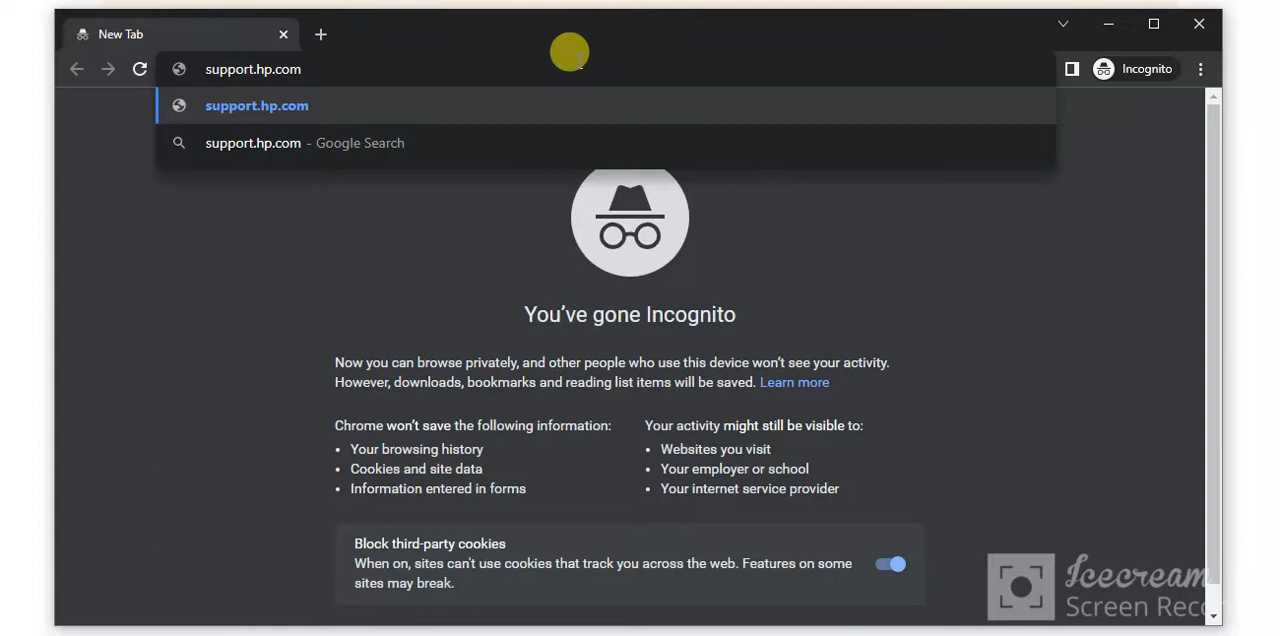 New Tab
support.hp.com
Incognito
support.hp.com
support.hp.com - Google Search
You've gone Incognito
Now you can browse privately, and other people who use this device won't see your activity.
However, downloads, bookmarks and reading list items will be saved. Learn more
Chrome won't save the following information:
• Your browsing history
• Cookies and site data
• Information entered in forms
Your activity might still be visible to:
• Websites you visit
• Your employer or school
• Your internet service provider
Block third-party cookies
When on, sites can't use cookies that track you across the web. Features on some
sites may break.
Icecream
Screen Reco